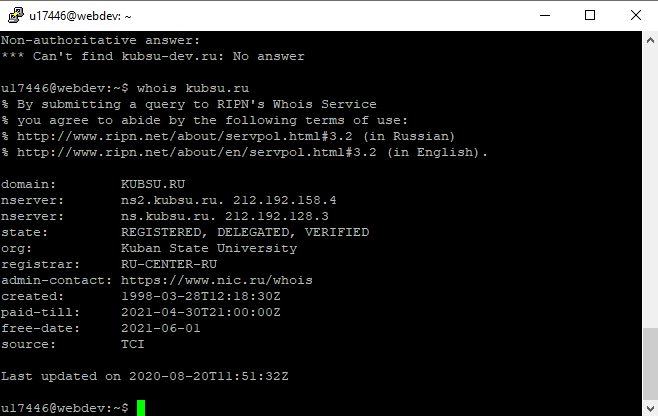 u17446@webdev: ~
Non-authoritative answer:
*** Can't find kubsu-dev.ru: No answer
u17446@webdev:~$ whois kubsu.ru
% By submitting a query to RIPN's Whois Service
% you agree to abide by the following terms of use:
% http://www.ripn.net/about/servpol.html#3.2 (in Russian)
% http://www.ripn.net/about/en/servpol.html#3.2 (in English).
domain: KUBSU.RU
nserver: ns2.kubsu.ru. 212.192.158.4
nserver: ns.kubsu.ru. 212.192.128.3
state: REGISTERED, DELEGATED, VERIFIED
org: Kuban State University
registrar: RU-CENTER-RU
admin-contact: https://www.nic.ru/whois
created: 1998-03-28T12:18:30Z
paid-till: 2021-04-30T21:00:00Z
free-date: 2021-06-01
source: TCI
Last updated on 2020-08-20T11:51:32Z
u17446@webdev:~$